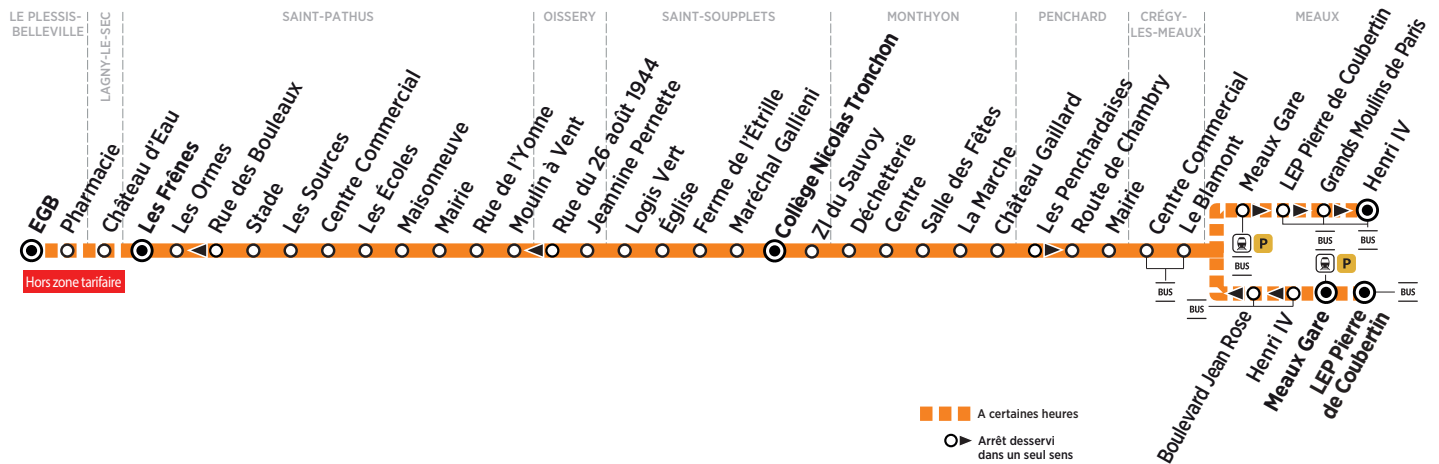 LE PLESSIS-
BELLEVILLE
LAGNY-LE-SEC
SAINT-PATHUS
OISSERY
SAINT-SOUPPLETS
MONTHYON
PENCHARD
CRÉGY-
LES-MEAUX
MEAUX
EGB
Pharmacie
Château d'Eau
Les Frênes
Les Ormes
Rue des Bouleaux
Stade
Les Sources
Centre Commercial
Les Écoles
Maisonneuve
Mairie
Rue de l'Yonne
Moulin à Vent
Rue du 26 août 1944
Jeannine Pernette
Logis Vert
Église
Ferme de l'Étrille
Maréchal Gallieni
Collège Nicolas Tronchon
ZI du Sauvoy
Déchetterie
Centre
Salle des Fêtes
La Marche
Château Gaillard
Les Penchardaises
Route de Chambry
Mairie
Centre Commercial
Le Blamont
Meaux Gare
LEP Pierre de Coubertin
Grands Moulins de Paris
Henri IV
P
BUS
BUS
BUS
P
Hors zone tarifaire
BUS
BUS
BUS
Boulevard Jean Rose
Henri IV
Meaux Gare
LEP Pierre
de Coubertin
A certaines heures
Arrêt desservi
dans un seul sens